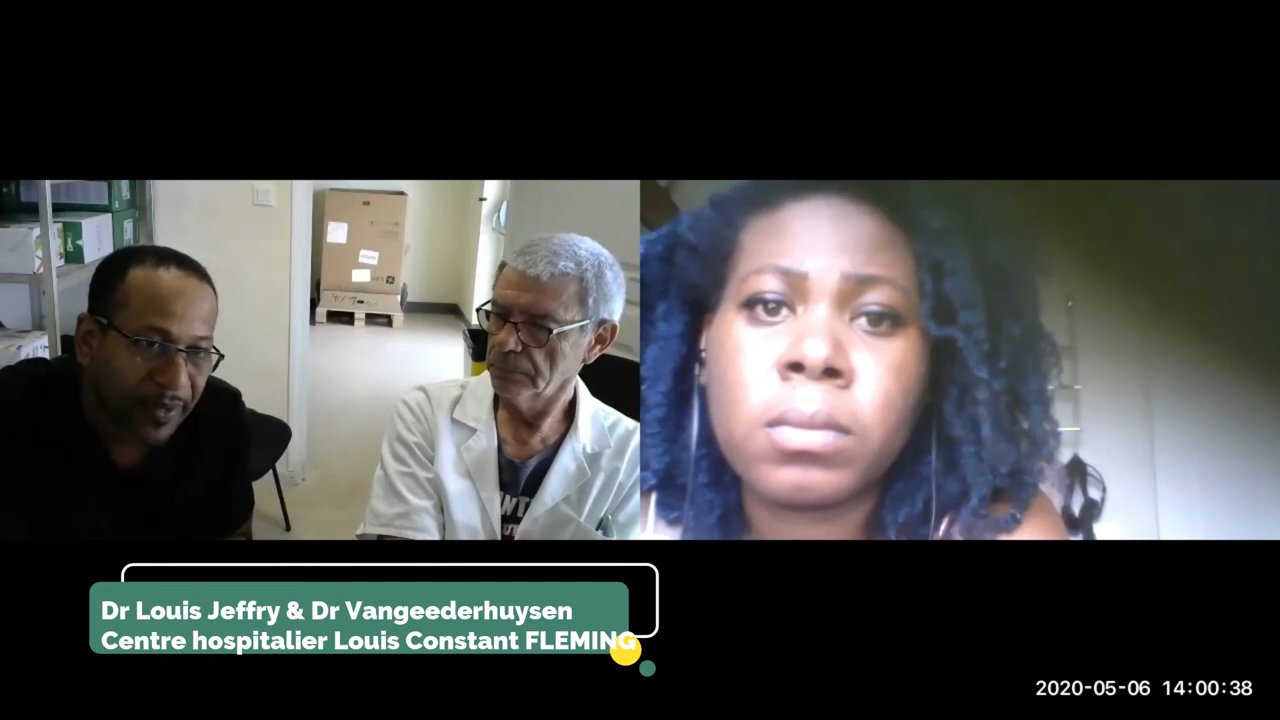 Dr Louis Jeffry & Dr Vangeederhuysen
Centre hospitalier Louis Constant FLEMING
2020-05-06 14:00:38